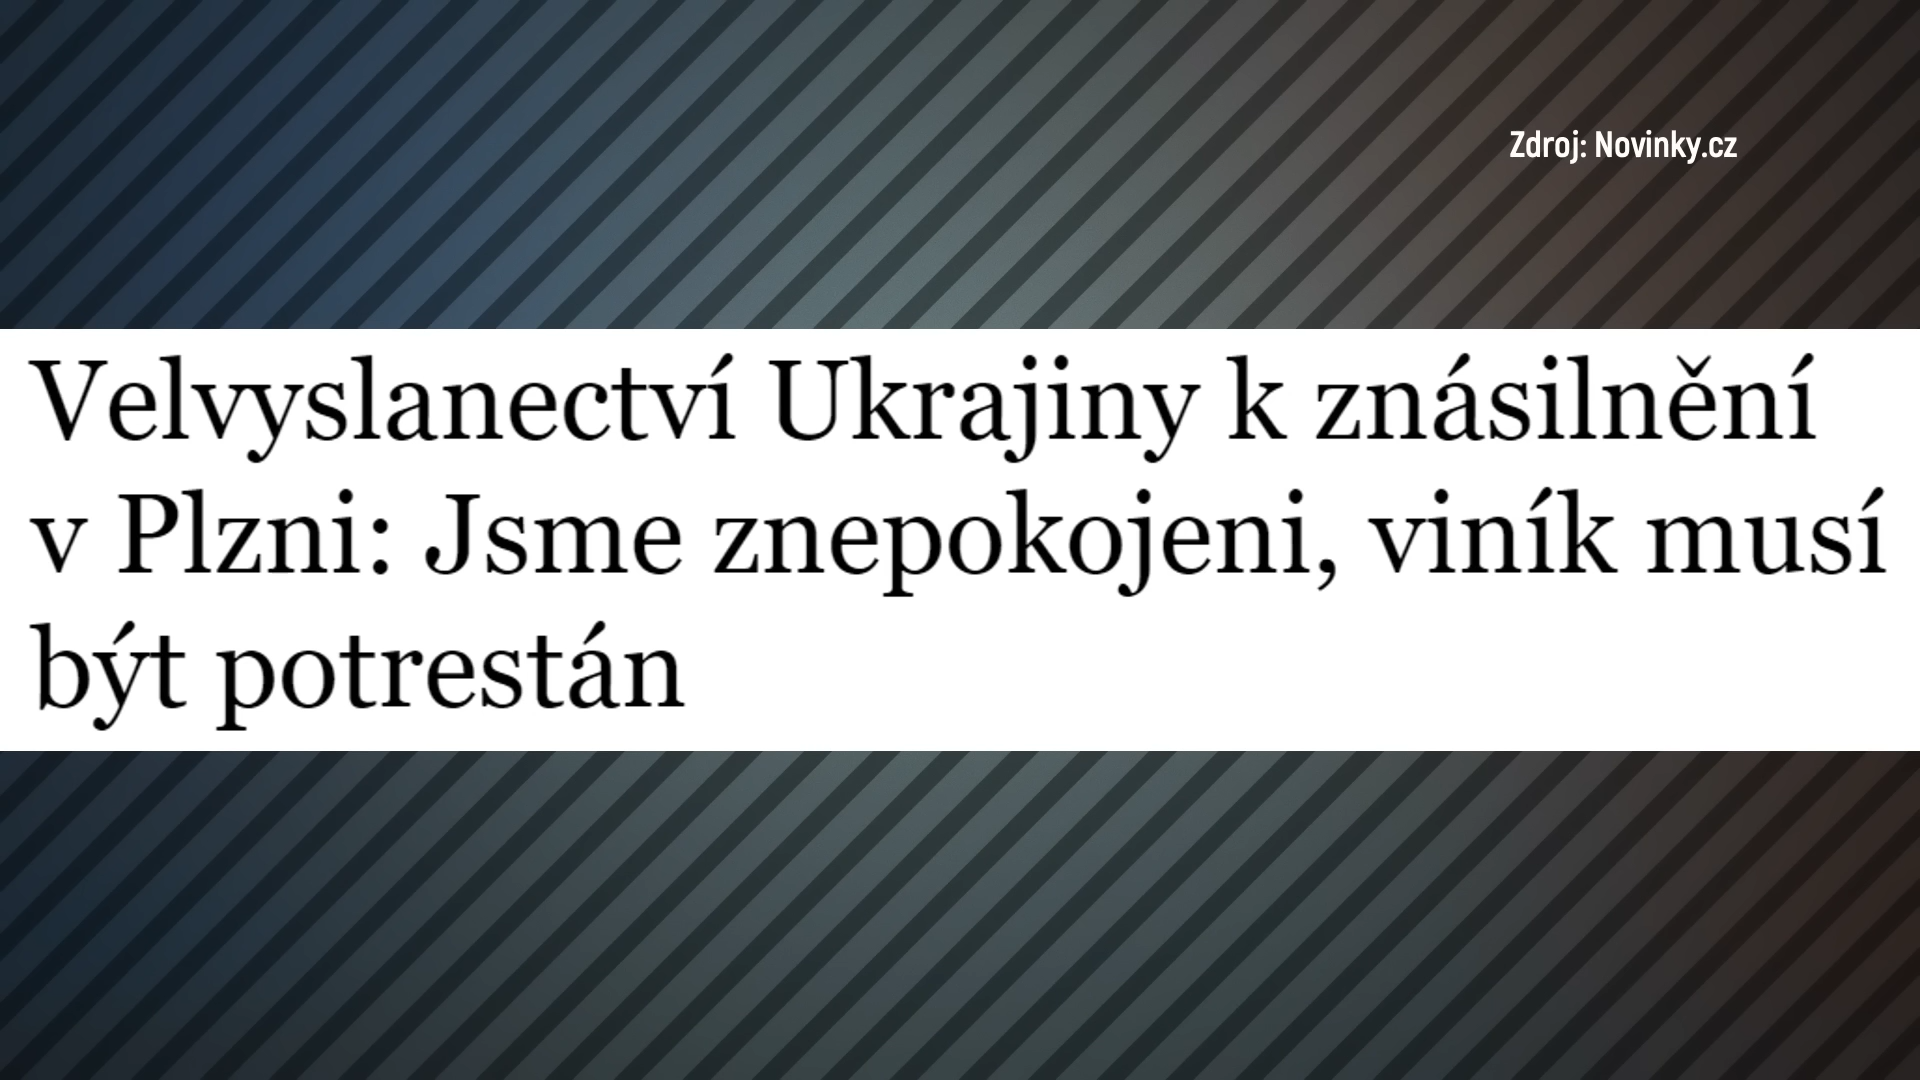 Zdroj: Novinky.cz
Velvyslanectví Ukrajiny k znásilnění
v Plzni: Jsme znepokojeni, viník musí
být potrestán